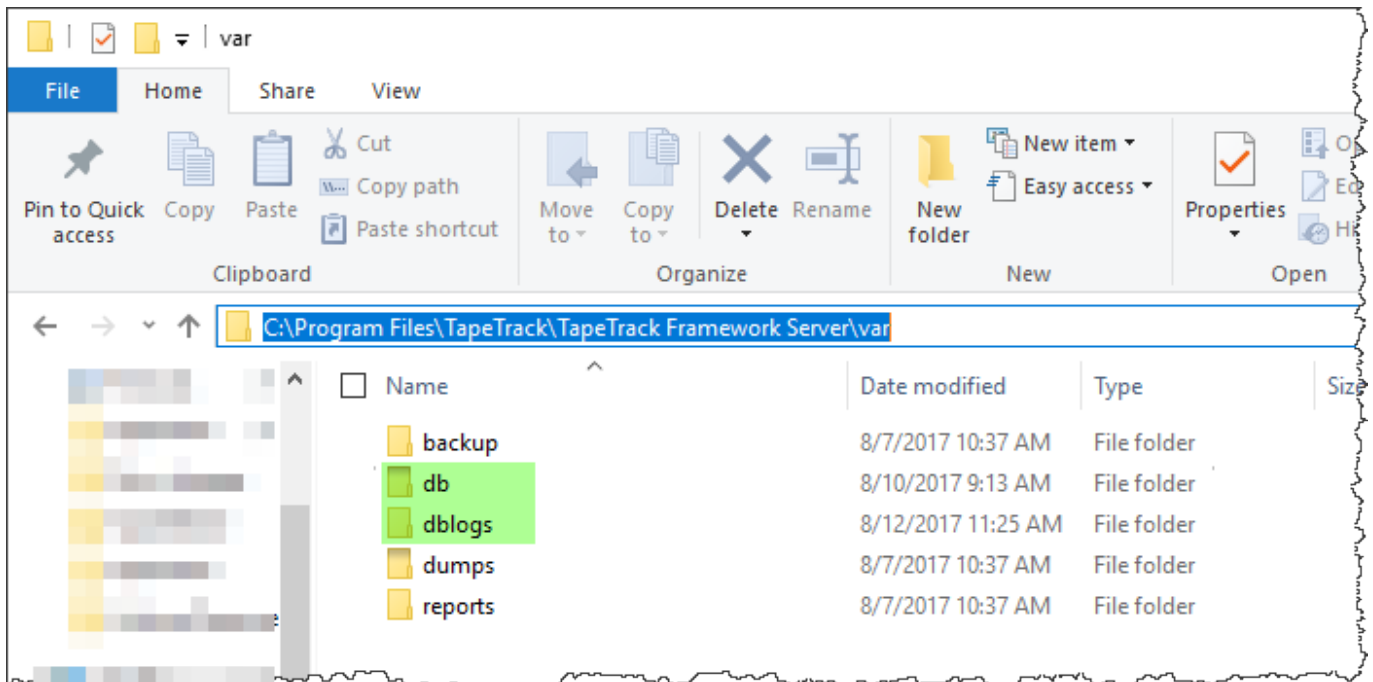 var
File Home Share View
Pin to Quick access
Copy
Paste
Cut
Copy path
Paste shortcut
Move to
Copy to
Delete
Rename
New folder
New item
Easy access
Properties
Clipboard Organize New Open
C:\Program Files\TapeTrack\TapeTrack Framework Server\var
Name Date modified Type Size
backup 8/7/2017 10:37 AM File folder
db 8/10/2017 9:13 AM File folder
dblogs 8/12/2017 11:25 AM File folder
dumps 8/7/2017 10:37 AM File folder
reports 8/7/2017 10:37 AM File folder